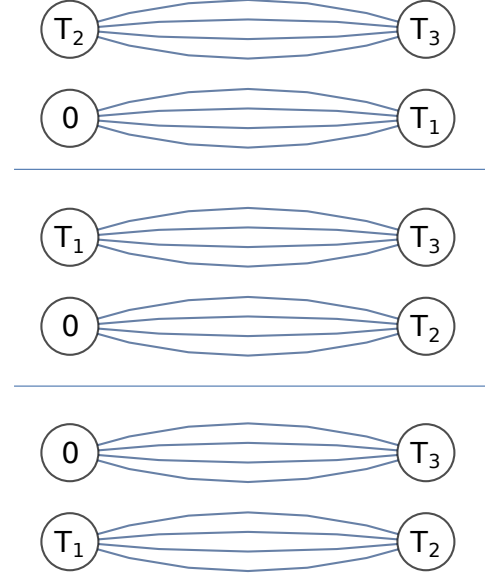 T₂ T₃
0 T₁
T₁ T₃
0 T₂
0 T₃
T₁ T₂